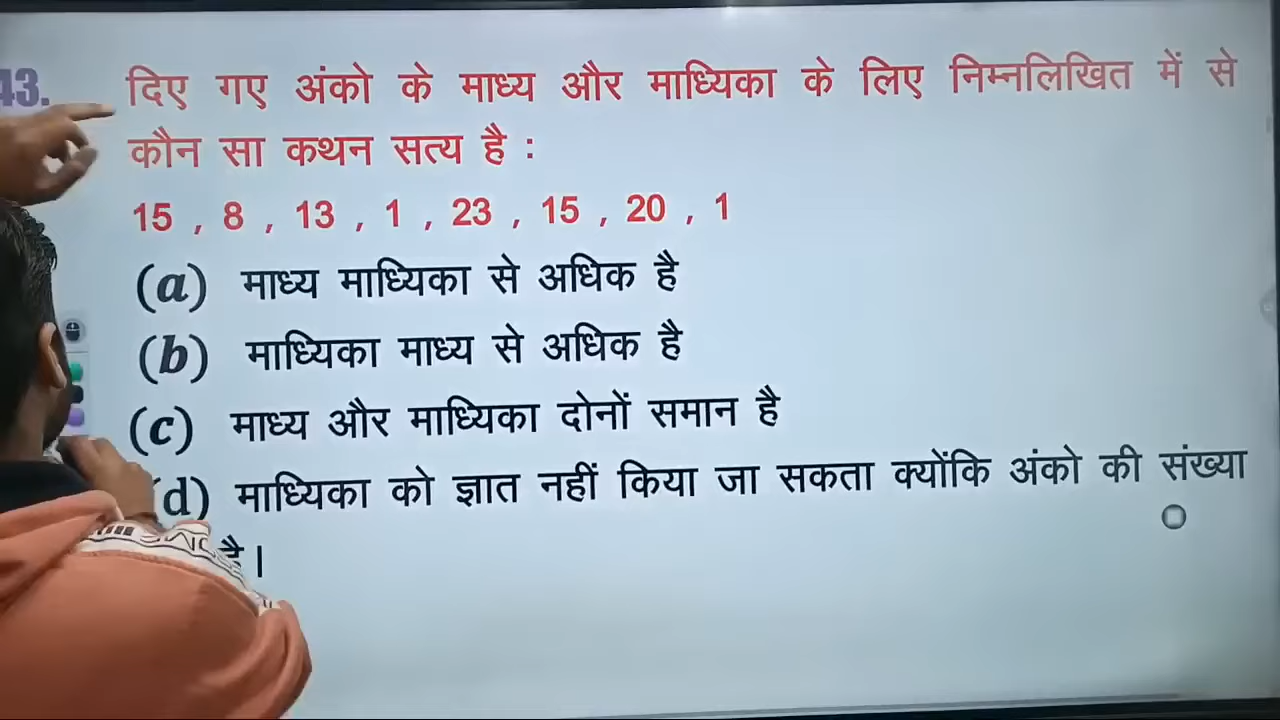 43.
दिए गए अंको के माध्य और माध्यिका के लिए निम्नलिखित में से
कौन सा कथन सत्य है :
15 , 8 , 13 , 1 , 23 , 15 , 20 , 1
(a) माध्य माध्यिका से अधिक है
(b) माध्यिका माध्य से अधिक है
(c) माध्य और माध्यिका दोनों समान है
(d) माध्यिका को ज्ञात नहीं किया जा सकता क्योंकि अंको की संख्या
है।